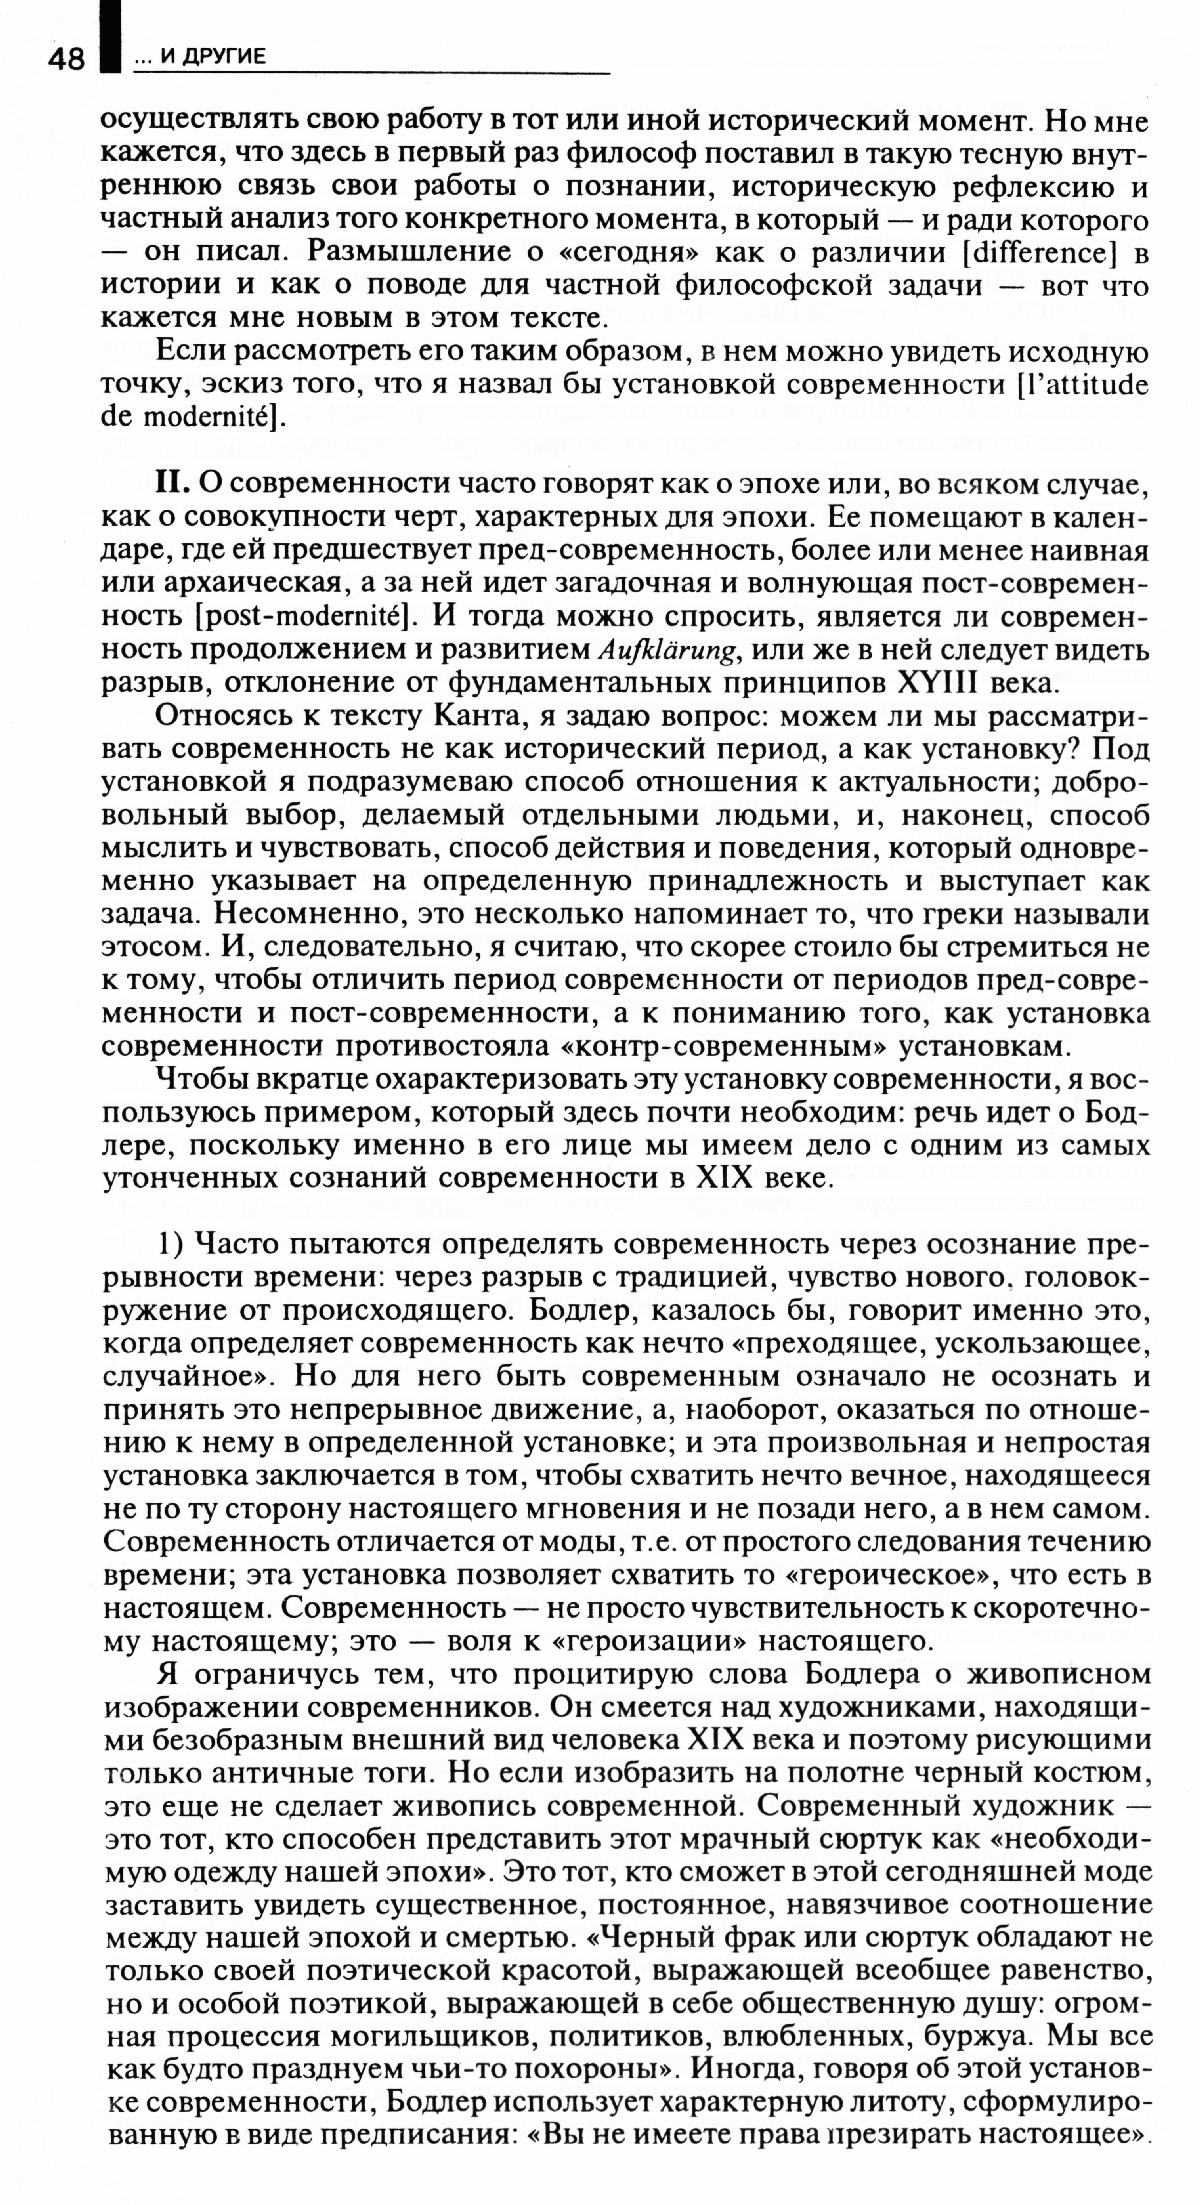 48
... И ДРУГИЕ
осуществлять свою работу в тот или иной исторический момент. Но мне
кажется, что здесь в первый раз философ поставил в такую тесную внут-
реннюю связь свои работы о познании, историческую рефлексию и
частный анализ того конкретного момента, в который — и ради которого
— он писал. Размышление о «сегодня» как о различии [difference] в
истории и как о поводе для частной философской задачи — вот что
кажется мне новым в этом тексте.
Если рассмотреть его таким образом, в нем можно увидеть исходную
точку, эскиз того, что я назвал бы установкой современности [l’attitude
de modernité].
II. О современности часто говорят как о эпохе или, во всяком случае,
как о совокупности черт, характерных для эпохи. Ее помещают в кален-
даре, где ей предшествует пред-современность, более или менее наивная
или архаическая, а за ней идет загадочная и волнующая пост-современ-
ность [post-modernité]. И тогда можно спросить, является ли современ-
ность продолжением и развитием Aufklärung, или же в ней следует видеть
разрыв, отклонение от фундаментальных принципов XYIII века.
Относясь к тексту Канта, я задаю вопрос: можем ли мы рассматри-
вать современность не как исторический период, а как установку? Под
установкой я подразумеваю способ отношения к актуальности; добро-
вольный выбор, делаемый отдельными людьми, и, наконец, способ
мыслить и чувствовать, способ действия и поведения, который одновре-
менно указывает на определенную принадлежность и выступает как
задача. Несомненно, это несколько напоминает то, что греки называли
этосом. И, следовательно, я считаю, что скорее стоило бы стремиться не
к тому, чтобы отличить период современности от периодов пред-совре-
менности и пост-современности, а к пониманию того, как установка
современности противостояла «контр-современным» установкам.
Чтобы вкратце охарактеризовать эту установку современности, я вос-
пользуюсь примером, который здесь почти необходим: речь идет о Бод-
лере, поскольку именно в его лице мы имеем дело с одним из самых
утонченных сознаний современности в XIX веке.
1) Часто пытаются определять современность через осознание пре-
рывности времени: через разрыв с традицией, чувство нового, головок-
ружение от происходящего. Бодлер, казалось бы, говорит именно это,
когда определяет современность как нечто «преходящее, ускользающее,
случайное». Но для него быть современным означало не осознать и
принять это непрерывное движение, а, наоборот, оказаться по отноше-
нию к нему в определенной установке; и эта произвольная и непростая
установка заключается в том, чтобы схватить нечто вечное, находящееся
не по ту сторону настоящего мгновения и не позади него, а в нем самом.
Современность отличается от моды, т.е. от простого следования течению
времени; эта установка позволяет схватить то «героическое», что есть в
настоящем. Современность — не просто чувствительность к скоротечно-
му настоящему; это — воля к «героизации» настоящего.
Я ограничусь тем, что процитирую слова Бодлера о живописном
изображении современников. Он смеется над художниками, находящи-
ми безобразным внешний вид человека XIX века и поэтому рисующими
только античные тоги. Но если изобразить на полотне черный костюм,
это еще не сделает живопись современной. Современный художник —
это тот, кто способен представить этот мрачный сюртук как «необходи-
мую одежду нашей эпохи». Это тот, кто сможет в этой сегодняшней моде
заставить увидеть существенное, постоянное, навязчивое соотношение
между нашей эпохой и смертью. «Черный фрак или сюртук обладают не
только своей поэтической красотой, выражающей всеобщее равенство,
но и особой поэтикой, выражающей в себе общественную душу: огром-
ная процессия могильщиков, политиков, влюбленных, буржуа. Мы все
как будто празднуем чьи-то похороны». Иногда, говоря об этой установ-
ке современности, Бодлер использует характерную литоту, сформулиро-
ванную в виде предписания: «Вы не имеете права презирать настоящее».